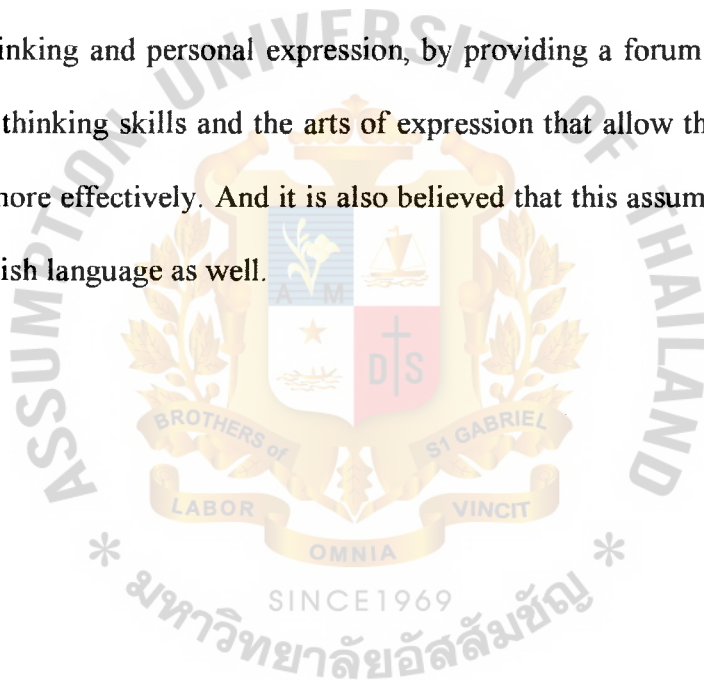 inking and personal expression, by providing a forum
thinking skills and the arts of expression that allow th
more effectively. And it is also believed that this assum
ish language as well.
ASSUMPTION UNIVERSITY OF THAILAND
A M
D S
BROTHERS of
S1 GABRIEL
LABOR
VINCIT
OMNIA
* SINCE1969 *
มหาวิทยาลัยอัสสัมชัญ